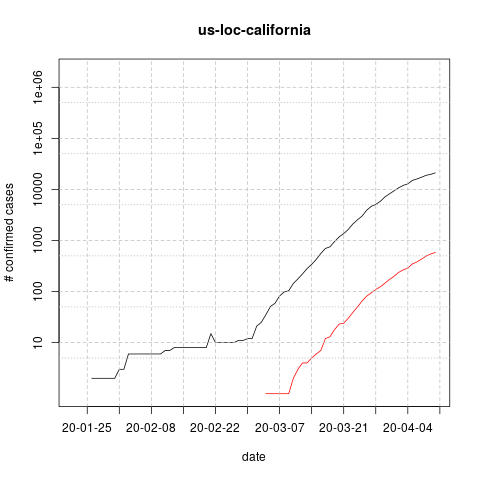 us-loc-california
# confirmed cases
1e+06
1e+05
10000
1000
100
10
20-01-25 20-02-08 20-02-22 20-03-07 20-03-21 20-04-04
date